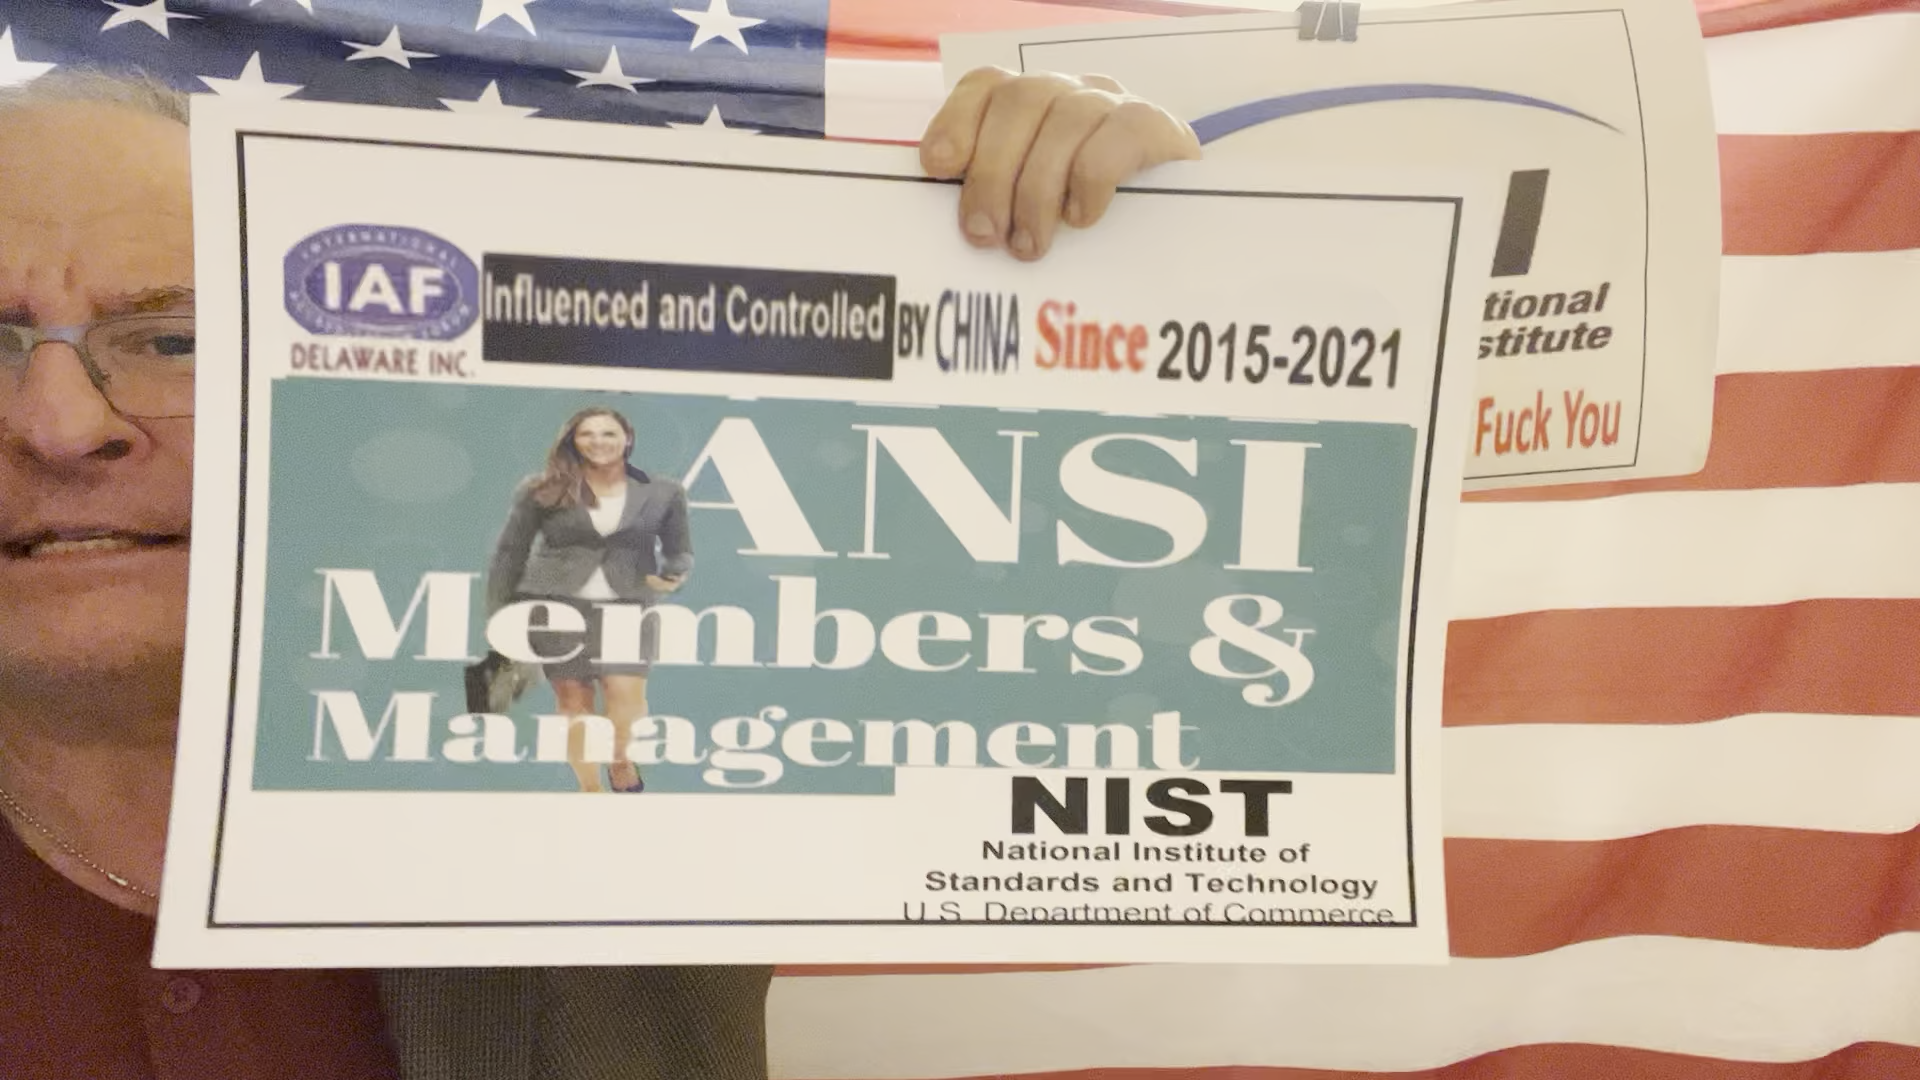 INTERNATIONAL
IAF
DELAWARE INC.
Influenced and Controlled BY CHINA Since 2015-2021
ANSI
Members &
Management
NIST
National Institute of
Standards and Technology
U.S. Department of Commerce
I
tional
stitute
Fuck You